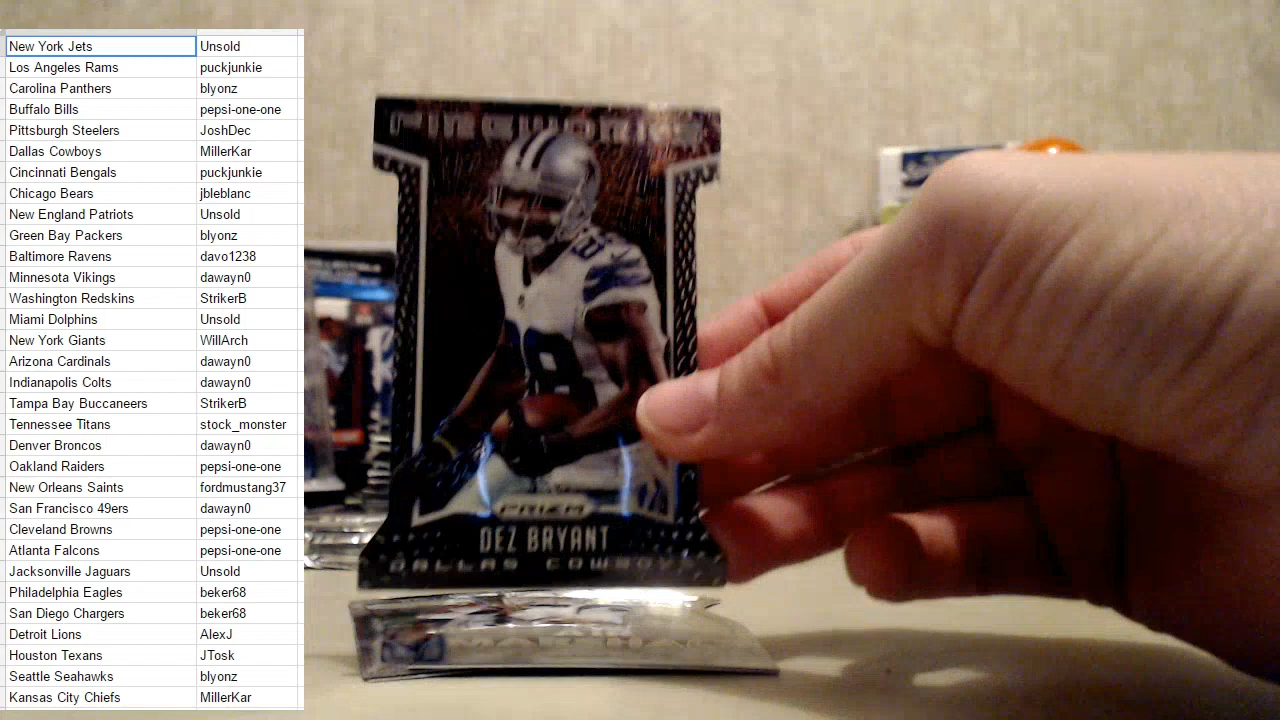 New York Jets Unsold
Los Angeles Rams puckjunkie
Carolina Panthers blyonz
Buffalo Bills pepsi-one-one
Pittsburgh Steelers JoshDec
Dallas Cowboys MillerKar
Cincinnati Bengals puckjunkie
Chicago Bears jbleblanc
New England Patriots Unsold
Green Bay Packers blyonz
Baltimore Ravens davo1238
Minnesota Vikings dawayn0
Washington Redskins StrikerB
Miami Dolphins Unsold
New York Giants WillArch
Arizona Cardinals dawayn0
Indianapolis Colts dawayn0
Tampa Bay Buccaneers StrikerB
Tennessee Titans stock_monster
Denver Broncos dawayn0
Oakland Raiders pepsi-one-one
New Orleans Saints fordmustang37
San Francisco 49ers dawayn0
Cleveland Browns pepsi-one-one
Atlanta Falcons pepsi-one-one
Jacksonville Jaguars Unsold
Philadelphia Eagles beker68
San Diego Chargers beker68
Detroit Lions AlexJ
Houston Texans JTosk
Seattle Seahawks blyonz
Kansas City Chiefs MillerKar
FIREWORKS
88
88
PRIZM
DEZ BRYANT
DALLAS COWBOYS